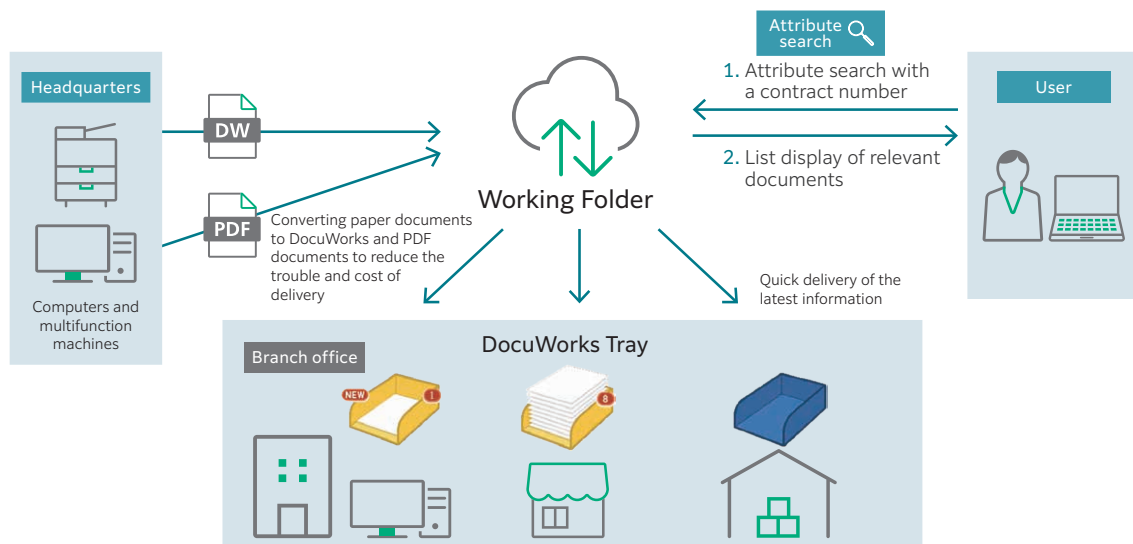 Headquarters
Computers and
multifunction
machines
DW
PDF
Converting paper documents
to DocuWorks and PDF
documents to reduce the
trouble and cost of
delivery
Working Folder
Attribute
search
1. Attribute search with
a contract number
2. List display of relevant
documents
User
Quick delivery of the
latest information
DocuWorks Tray
Branch office
NEW
1
8